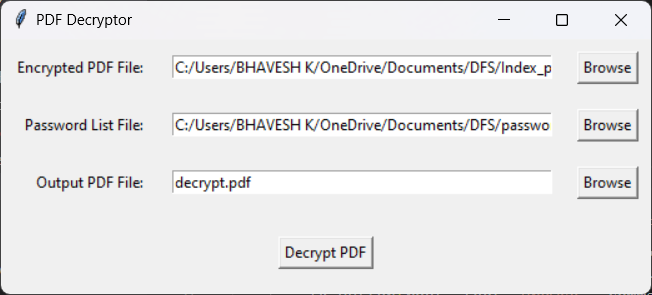 PDF Decryptor
Encrypted PDF File: C:/Users/BHAVESH K/OneDrive/Documents/DFS/Index_p Browse
Password List File: C:/Users/BHAVESH K/OneDrive/Documents/DFS/passwo Browse
Output PDF File: decrypt.pdf Browse
Decrypt PDF